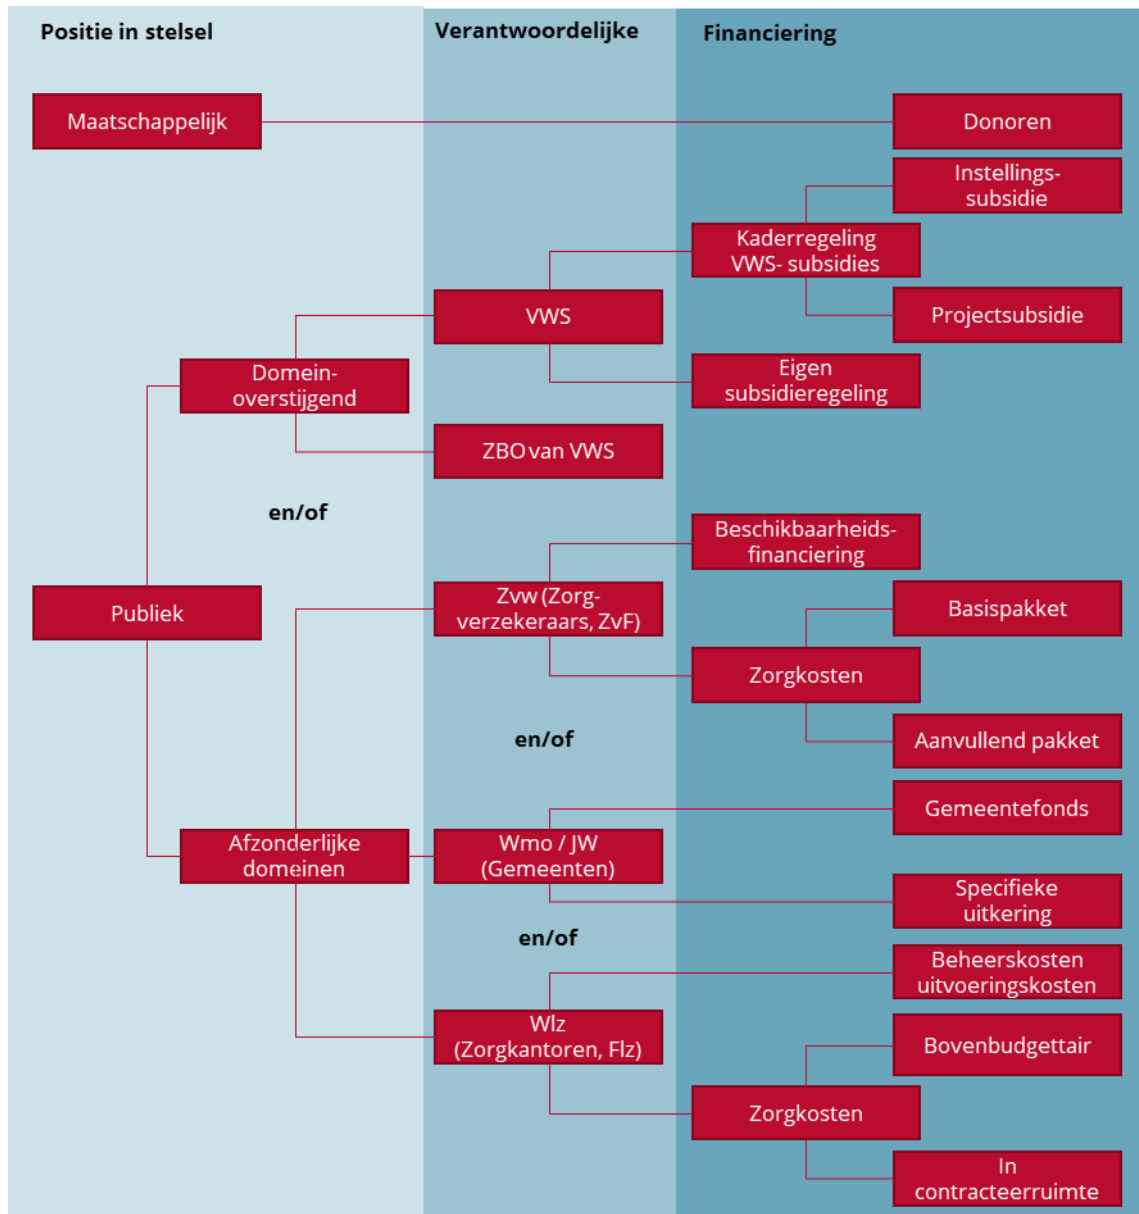 Positie in stelsel
Verantwoordelijke
Financiering
Maatschappelijk
Donoren
Instellings-
subsidie
Kaderregeling
VWS- subsidies
Projectsubsidie
VWS
Domein-
overstijgend
Eigen
subsidieregeling
ZBO van VWS
en/of
Beschikbaarheids-
financiering
Publiek
Zvw (Zorg-
verzekeraars, ZvF)
Basispakket
Zorgkosten
en/of
Aanvullend pakket
Gemeentefonds
Afzonderlijke
domeinen
Wmo / JW
(Gemeenten)
Specifieke
uitkering
en/of
Beheerskosten
uitvoeringskosten
Wlz
(Zorgkantoren, Flz)
Bovenbudgettair
Zorgkosten
In
contracteerruimte